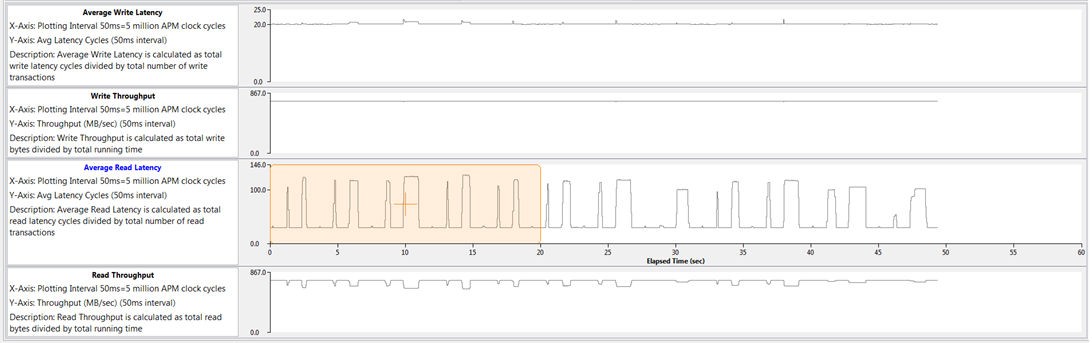 Average Write Latency
X-Axis: Plotting Interval 50ms=5 million APM clock cycles
Y-Axis: Avg Latency Cycles (50ms interval)
Description: Average Write Latency is calculated as total
write latency cycles divided by total number of write
transactions
25.0
20.0
0.0
Write Throughput
X-Axis: Plotting Interval 50ms=5 million APM clock cycles
Y-Axis: Throughput (MB/sec) (50ms interval)
Description: Write Throughput is calculated as total write
bytes divided by total running time
867.0
0.0
Average Read Latency
X-Axis: Plotting Interval 50ms=5 million APM clock cycles
Y-Axis: Avg Latency Cycles (50ms interval)
Description: Average Read Latency is calculated as total
read latency cycles divided by total number of read
transactions
146.0
100.0
0.0
0 5 10 15 20 25 30 35 40 45 50 55 60
Elapsed Time (sec)
Read Throughput
X-Axis: Plotting Interval 50ms=5 million APM clock cycles
Y-Axis: Throughput (MB/sec) (50ms interval)
Description: Read Throughput is calculated as total read
bytes divided by total running time
867.0
0.0